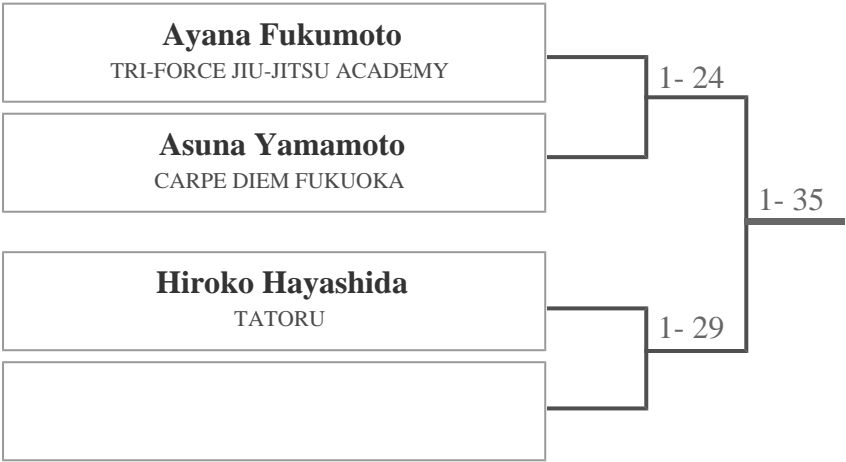 Ayana Fukumoto
TRI-FORCE JIU-JITSU ACADEMY
1- 24
Asuna Yamamoto
CARPE DIEM FUKUOKA
1- 35
Hiroko Hayashida
TATORU
1- 29